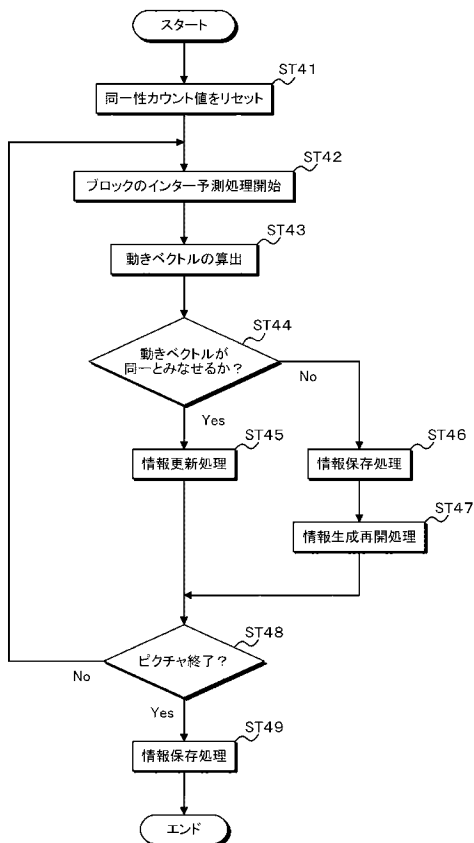 スタート
ST41
同一性カウント値をリセット
ST42
ブロックのインター予測処理開始
ST43
動きベクトルの算出
ST44
動きベクトルが
同一とみなせるか？
No
Yes
ST45
情報更新処理
ST46
情報保存処理
ST47
情報生成再開処理
ST48
ピクチャ終了？
No
Yes
ST49
情報保存処理
エンド